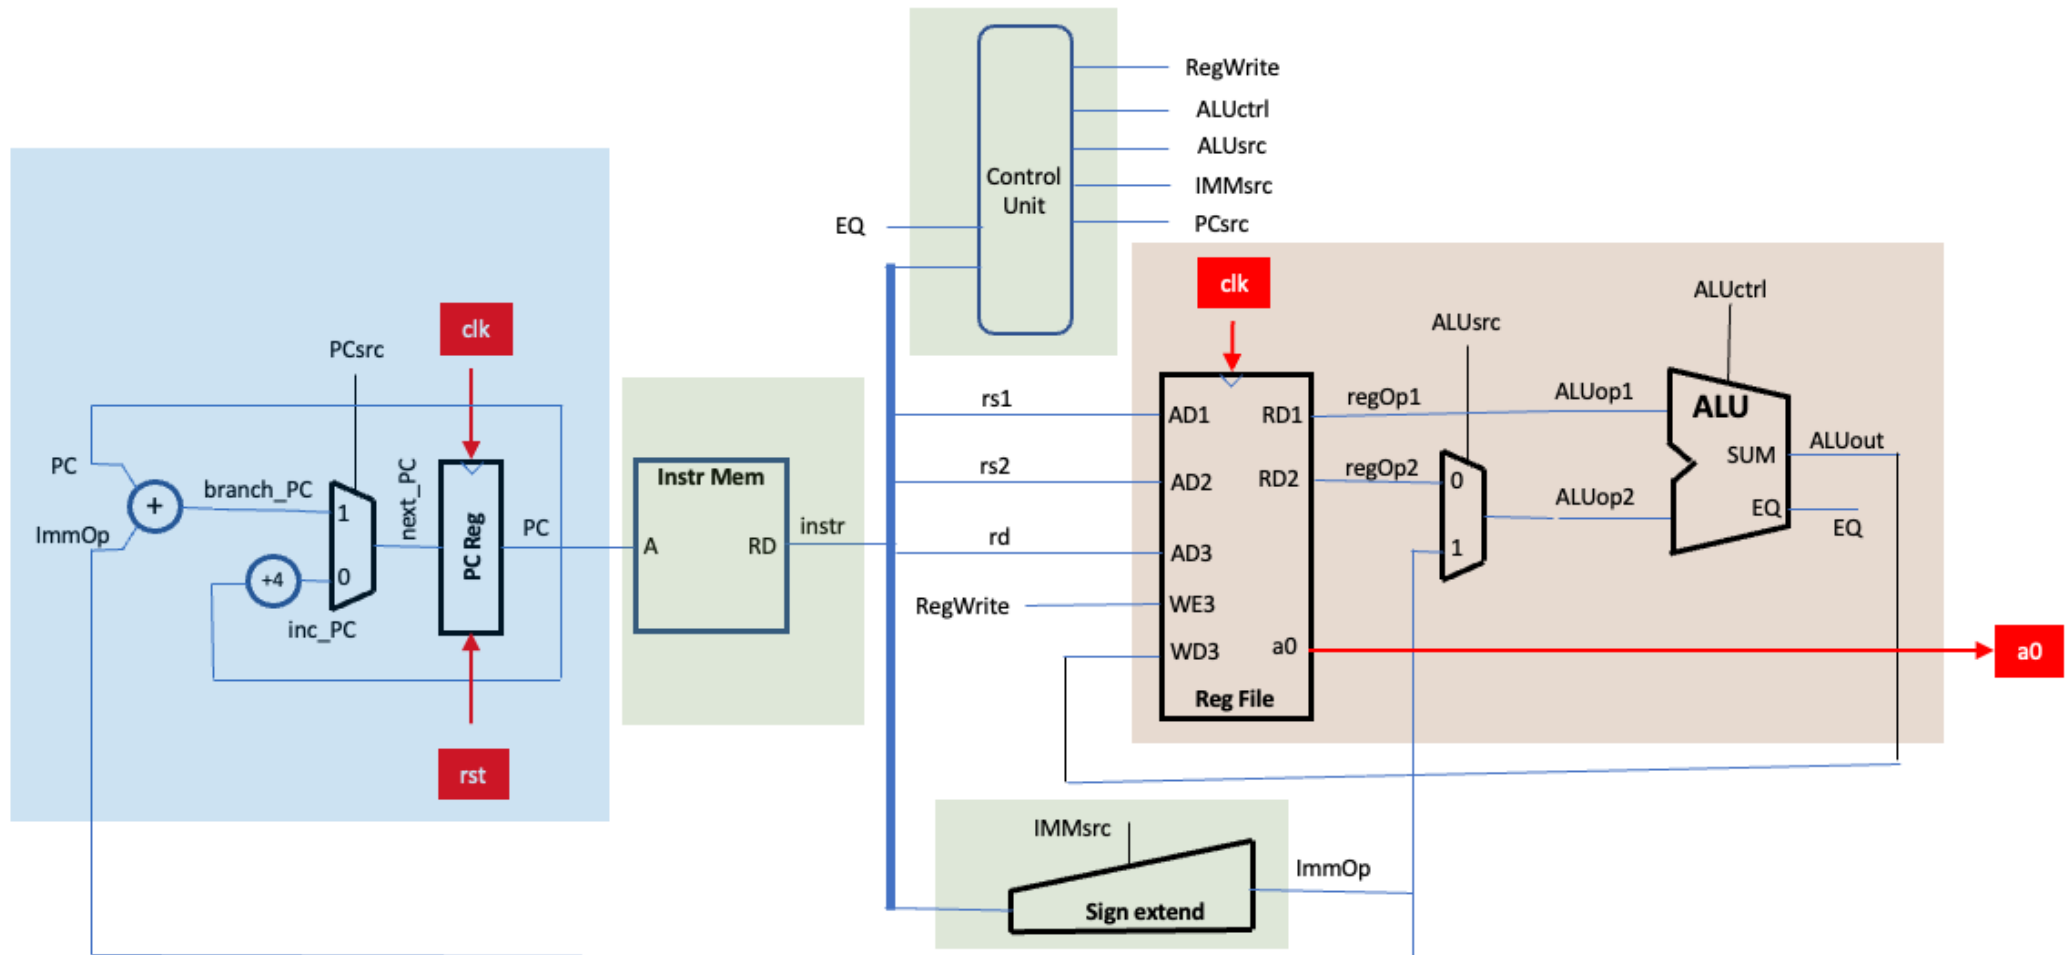 RegWrite
ALUctrl
ALUsrc
IMMsrc
PCsrc
Control
Unit
EQ
clk
PCsrc
PC
ImmOp
+
branch_PC
1
0
+4
inc_PC
next_PC
PC Reg
PC
rst
Instr Mem
A
RD
instr
rs1
rs2
rd
RegWrite
clk
AD1
RD1
AD2
RD2
AD3
WE3
WD3
a0
Reg File
regOp1
regOp2
ALUsrc
0
1
ALUop1
ALUop2
ALUctrl
ALU
SUM
EQ
ALUout
EQ
a0
IMMsrc
Sign extend
ImmOp